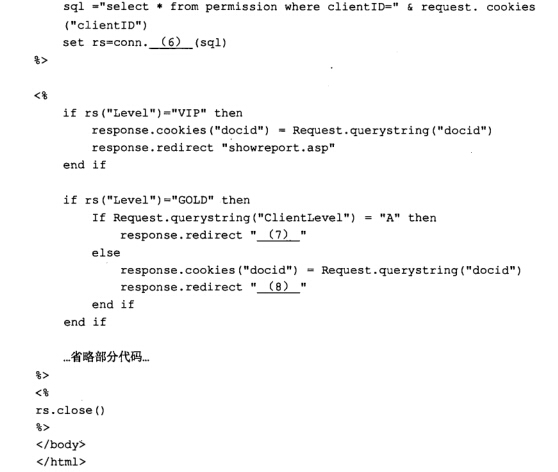 sql ="select * from permission where clientID=" & request. cookies
("clientID")
set rs=conn. (6) (sql)
%>
<%
if rs("Level")="VIP" then
response.cookies("docid") = Request.querystring("docid")
response.redirect "showreport.asp"
end if
if rs("Level")="GOLD" then
If Request.querystring("ClientLevel") = "A" then
response.redirect " (7) "
else
response.cookies("docid") = Request.querystring("docid")
response.redirect " (8) "
end if
end if
…省略部分代码…
%>
<%
rs.close()
%>
</body>
</html>